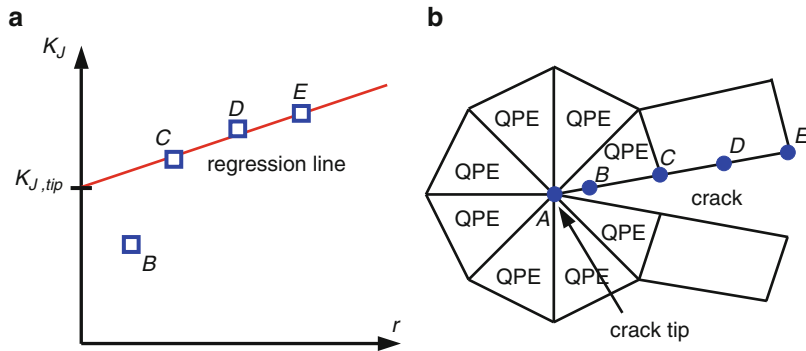 a
K_J
E
D
C
regression line
K_J,tip
B
r
b
QPE QPE
QPE QPE
B C D E
A
crack
QPE QPE
QPE QPE
crack tip